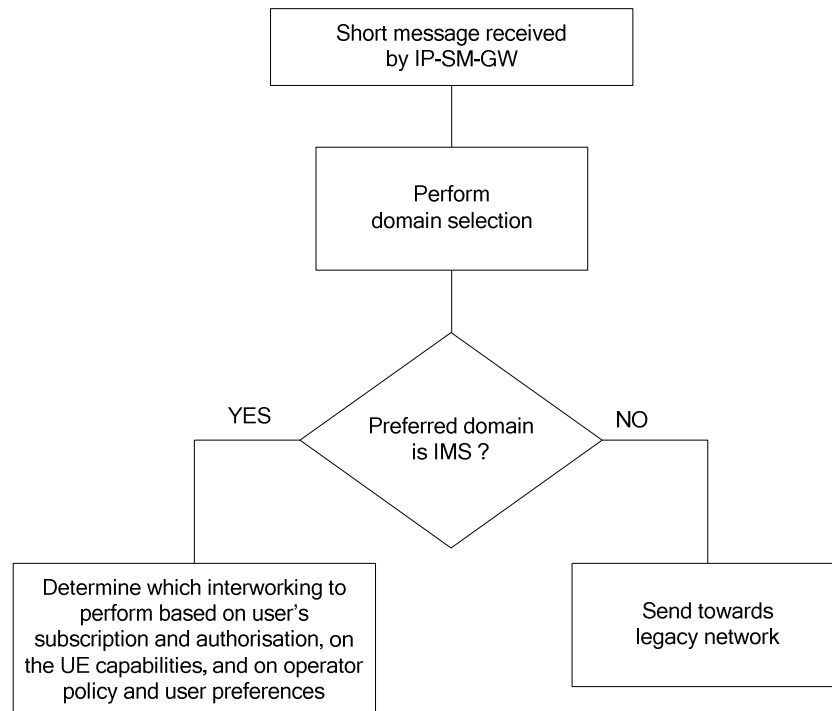 Short message received
by IP-SM-GW
Perform
domain selection
Preferred domain
is IMS ?
YES
NO
Determine which interworking to
perform based on user's
subscription and authorisation, on
the UE capabilities, and on operator
policy and user preferences
Send towards
legacy network